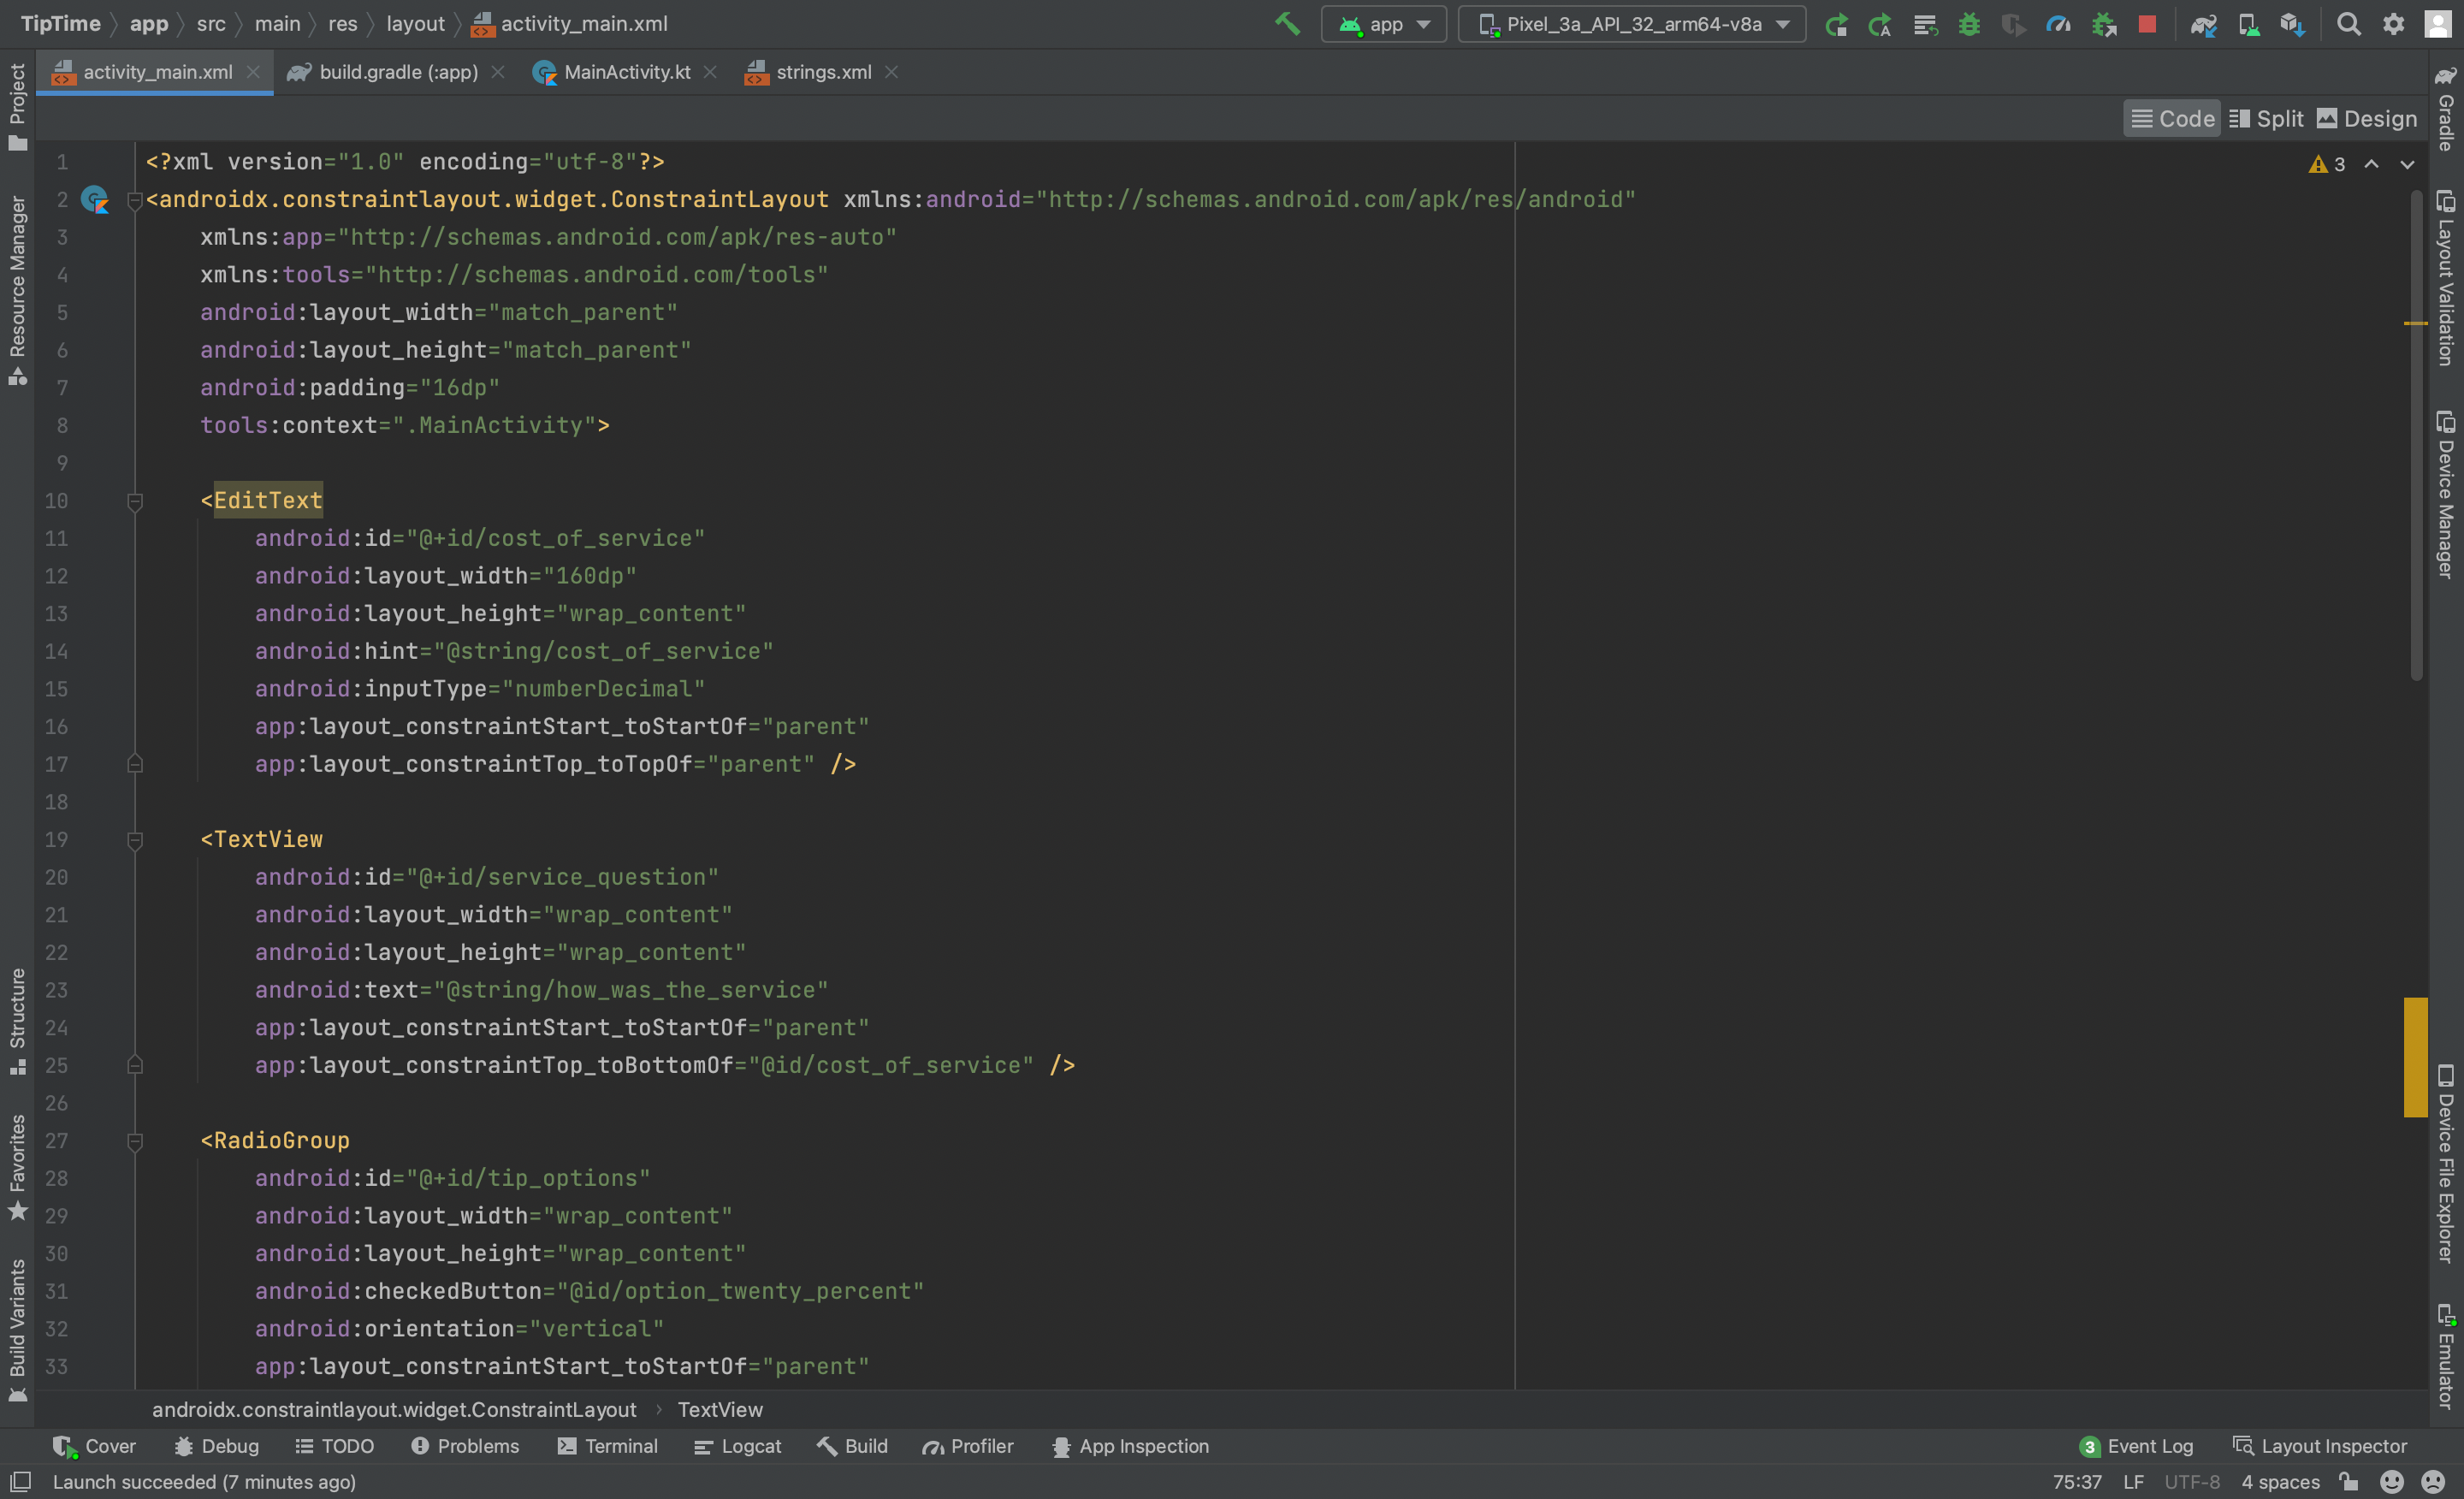 TipTime app src main res layout activity_main.xml app Pixel_3a_API_32_arm64-v8a
activity_main.xml build.gradle (:app) MainActivity.kt strings.xml
Code Split Design
3
1 <?xml version="1.0" encoding="utf-8"?>
2 <androidx.constraintlayout.widget.ConstraintLayout xmlns:android="http://schemas.android.com/apk/res/android"
3 xmlns:app="http://schemas.android.com/apk/res-auto"
4 xmlns:tools="http://schemas.android.com/tools"
5 android:layout_width="match_parent"
6 android:layout_height="match_parent"
7 android:padding="16dp"
8 tools:context=".MainActivity">
9
10 <EditText
11 android:id="@+id/cost_of_service"
12 android:layout_width="160dp"
13 android:layout_height="wrap_content"
14 android:hint="@string/cost_of_service"
15 android:inputType="numberDecimal"
16 app:layout_constraintStart_toStartOf="parent"
17 app:layout_constraintTop_toTopOf="parent" />
18
19 <TextView
20 android:id="@+id/service_question"
21 android:layout_width="wrap_content"
22 android:layout_height="wrap_content"
23 android:text="@string/how_was_the_service"
24 app:layout_constraintStart_toStartOf="parent"
25 app:layout_constraintTop_toBottomOf="@id/cost_of_service" />
26
27 <RadioGroup
28 android:id="@+id/tip_options"
29 android:layout_width="wrap_content"
30 android:layout_height="wrap_content"
31 android:checkedButton="@id/option_twenty_percent"
32 android:orientation="vertical"
33 app:layout_constraintStart_toStartOf="parent"
androidx.constraintlayout.widget.ConstraintLayout TextView
Cover Debug TODO Problems Terminal Logcat Build Profiler App Inspection 3 Event Log Layout Inspector
Launch succeeded (7 minutes ago) 75:37 LF UTF-8 4 spaces
Project
Resource Manager
Structure
Favorites
Build Variants
Gradle
Layout Validation
Device Manager
Device File Explorer
Emulator